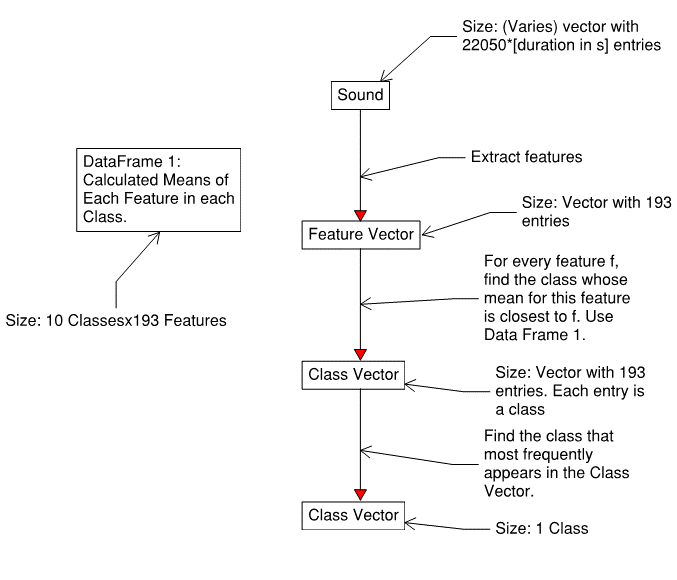 Size: (Varies) vector with
22050*[duration in s] entries
Sound
DataFrame 1:
Calculated Means of
Each Feature in each
Class.
Extract features
Size: Vector with 193
entries
Feature Vector
For every feature f,
find the class whose
mean for this feature
is closest to f. Use
Data Frame 1.
Size: 10 Classesx193 Features
Class Vector
Size: Vector with 193
entries. Each entry is
a class
Find the class that
most frequently
appears in the Class
Vector.
Class Vector
Size: 1 Class